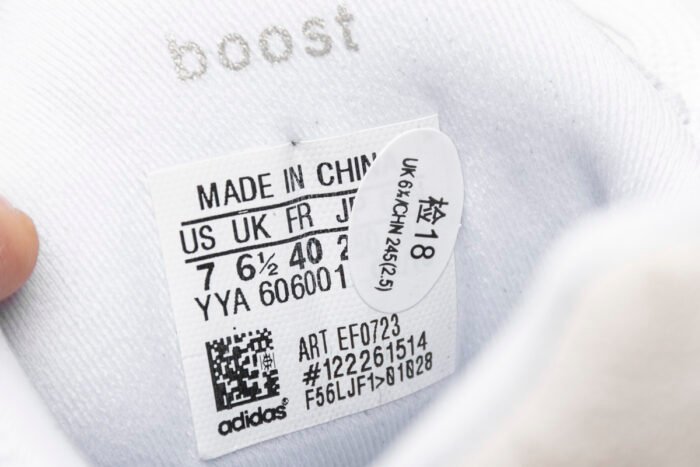 boost
MADE IN CHIN
US UK FR J
7 6½ 40 2
YYA 606001
检18
UK 6½/CHN 245(2.5)
ART EF0723
#122261514
F56LJF1>01028
adidas